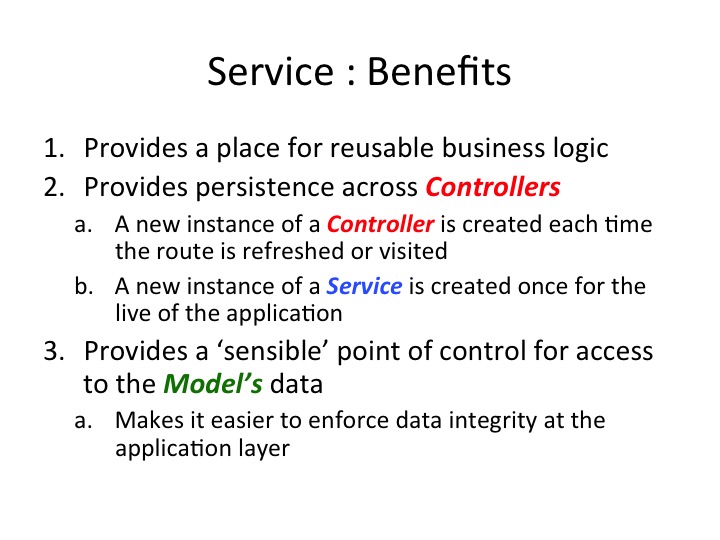 Service : Benefits
1. Provides a place for reusable business logic
2. Provides persistence across Controllers
a. A new instance of a Controller is created each time
the route is refreshed or visited
b. A new instance of a Service is created once for the
live of the application
3. Provides a ‘sensible’ point of control for access
to the Model’s data
a. Makes it easier to enforce data integrity at the
application layer